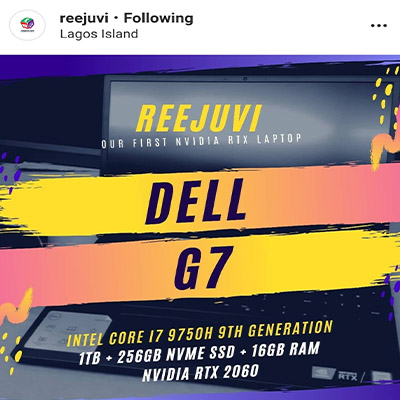 reejuvi • Following
Lagos Island
REEJUVI
OUR FIRST NVIDIA RTX LAPTOP
DELL
G7
INTEL CORE I7 9750H 9TH GENERATION
1TB + 256GB NVME SSD + 16GB RAM
NVIDIA RTX 2060
RTX